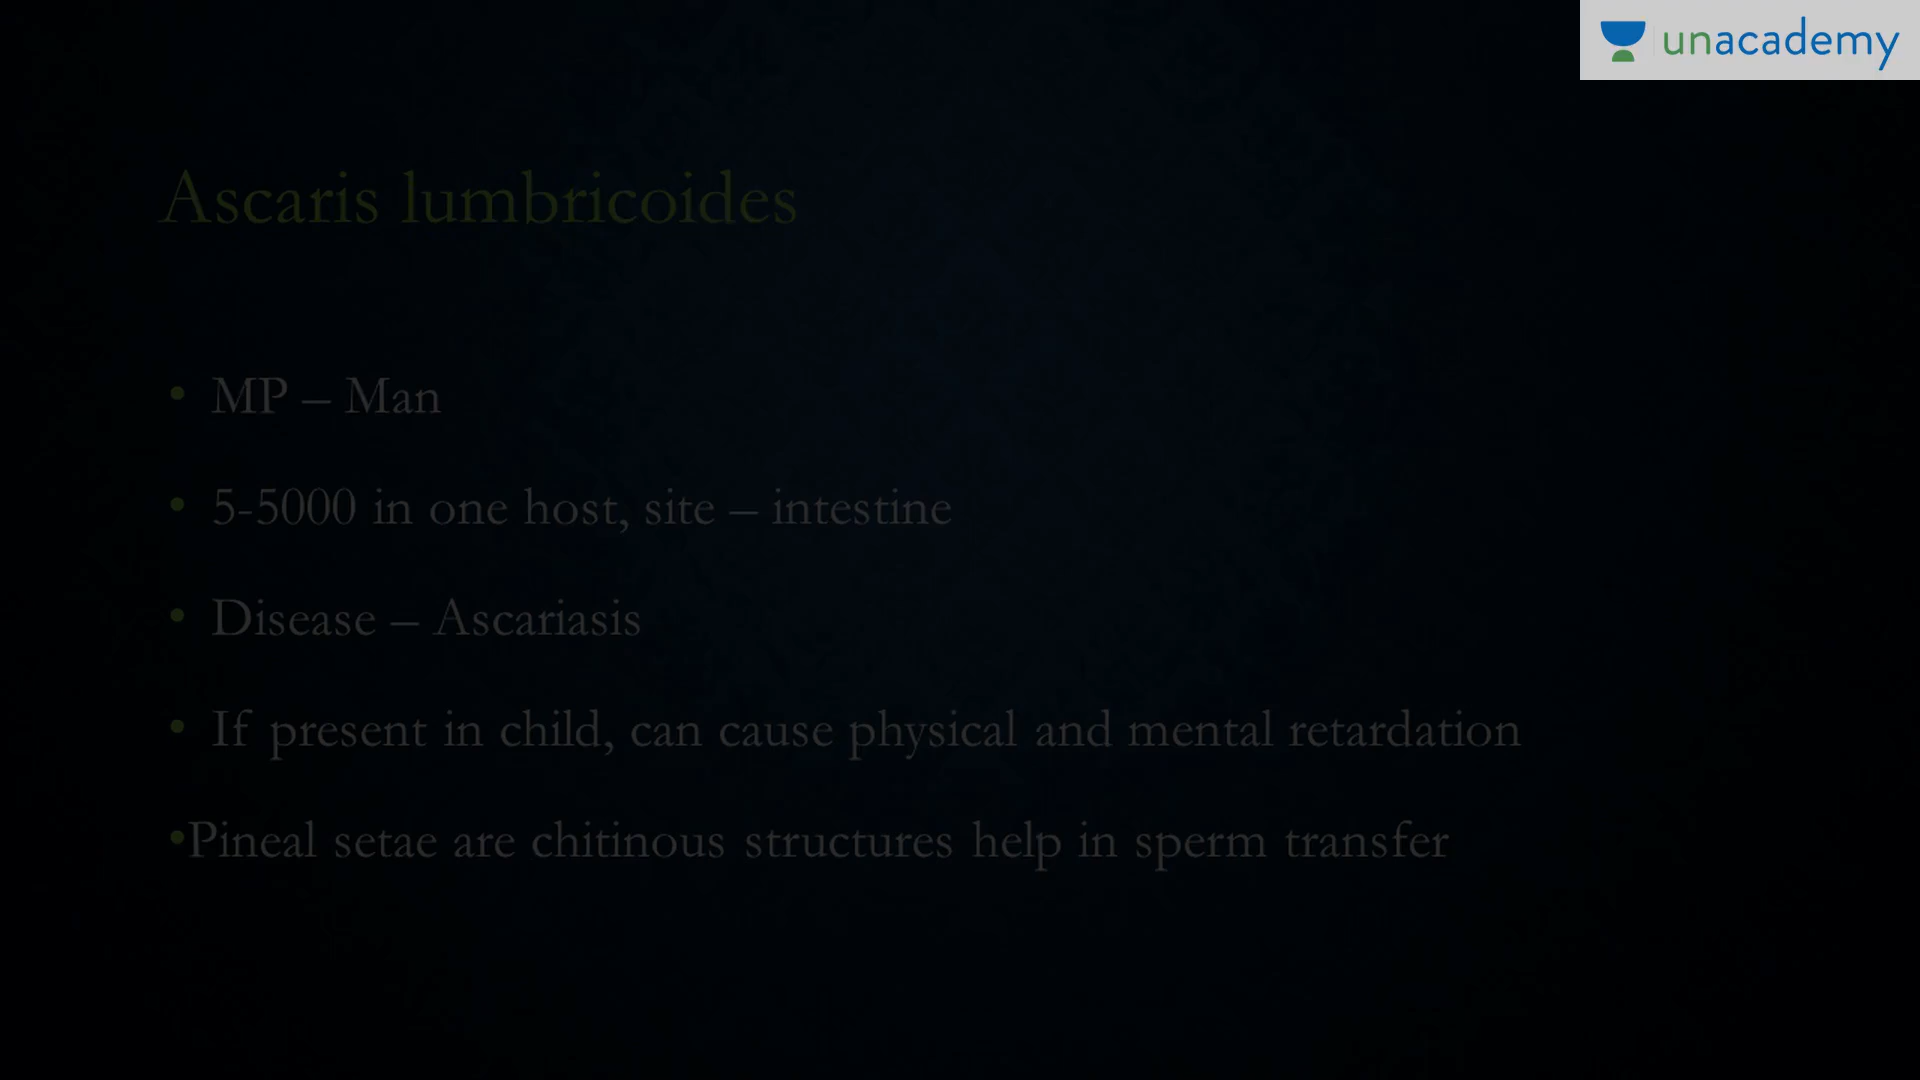 unacademy
Ascaris lumbricoides
• MP – Man
• 5-5000 in one host, site – intestine
• Disease – Ascariasis
• If present in child, can cause physical and mental retardation
•Pineal setae are chitinous structures help in sperm transfer